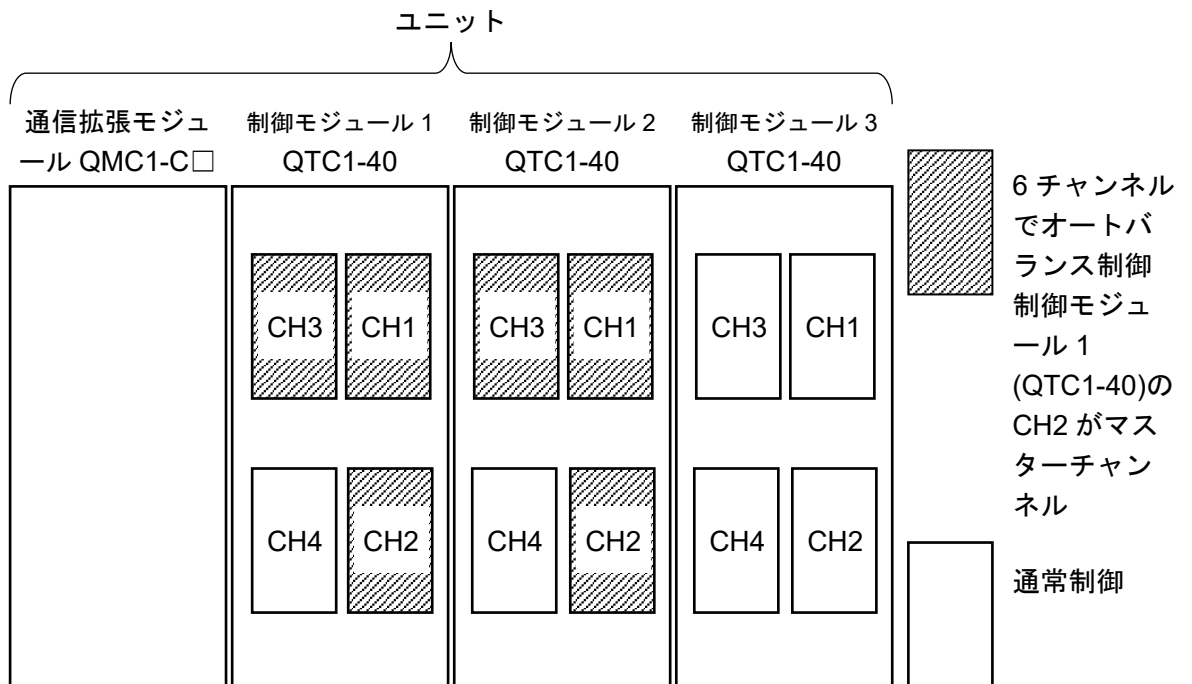 ユニット
通信拡張モジュ
ール QMC1-C□
制御モジュール 1
QTC1-40
制御モジュール 2
QTC1-40
制御モジュール 3
QTC1-40
CH3
CH1
CH3
CH1
CH3
CH1
CH4
CH2
CH4
CH2
CH4
CH2
6 チャンネル
でオートバ
ランス制御
制御モジュ
ール 1
(QTC1-40)の
CH2 がマス
ターチャン
ネル
通常制御